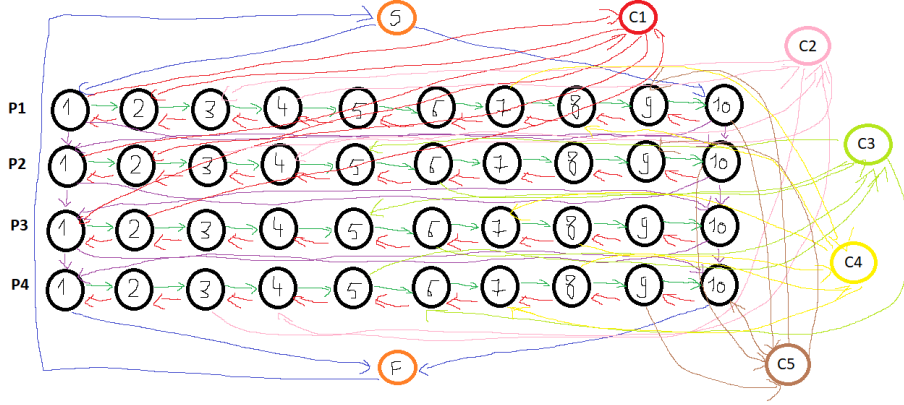 S C1
C2
P1 1 2 3 4 5 6 7 8 9 10
P2 1 2 3 4 5 6 7 8 9 10
C3
P3 1 2 3 4 5 6 7 8 9 10
C4
P4 1 2 3 4 5 6 7 8 9 10
F C5